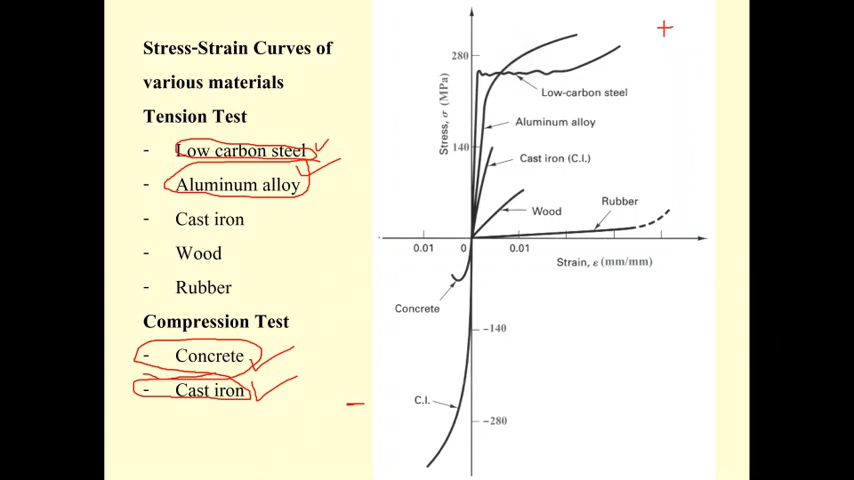 Stress-Strain Curves of
various materials
Tension Test
- Low carbon steel
- Aluminum alloy
- Cast iron
- Wood
- Rubber
Compression Test
- Concrete
- Cast iron
+
−
Stress, σ (MPa)
280
140
Low-carbon steel
Aluminum alloy
Cast iron (C.I.)
Wood
Rubber
0.01
0
0.01
Strain, ε (mm/mm)
Concrete
-140
C.I.
-280